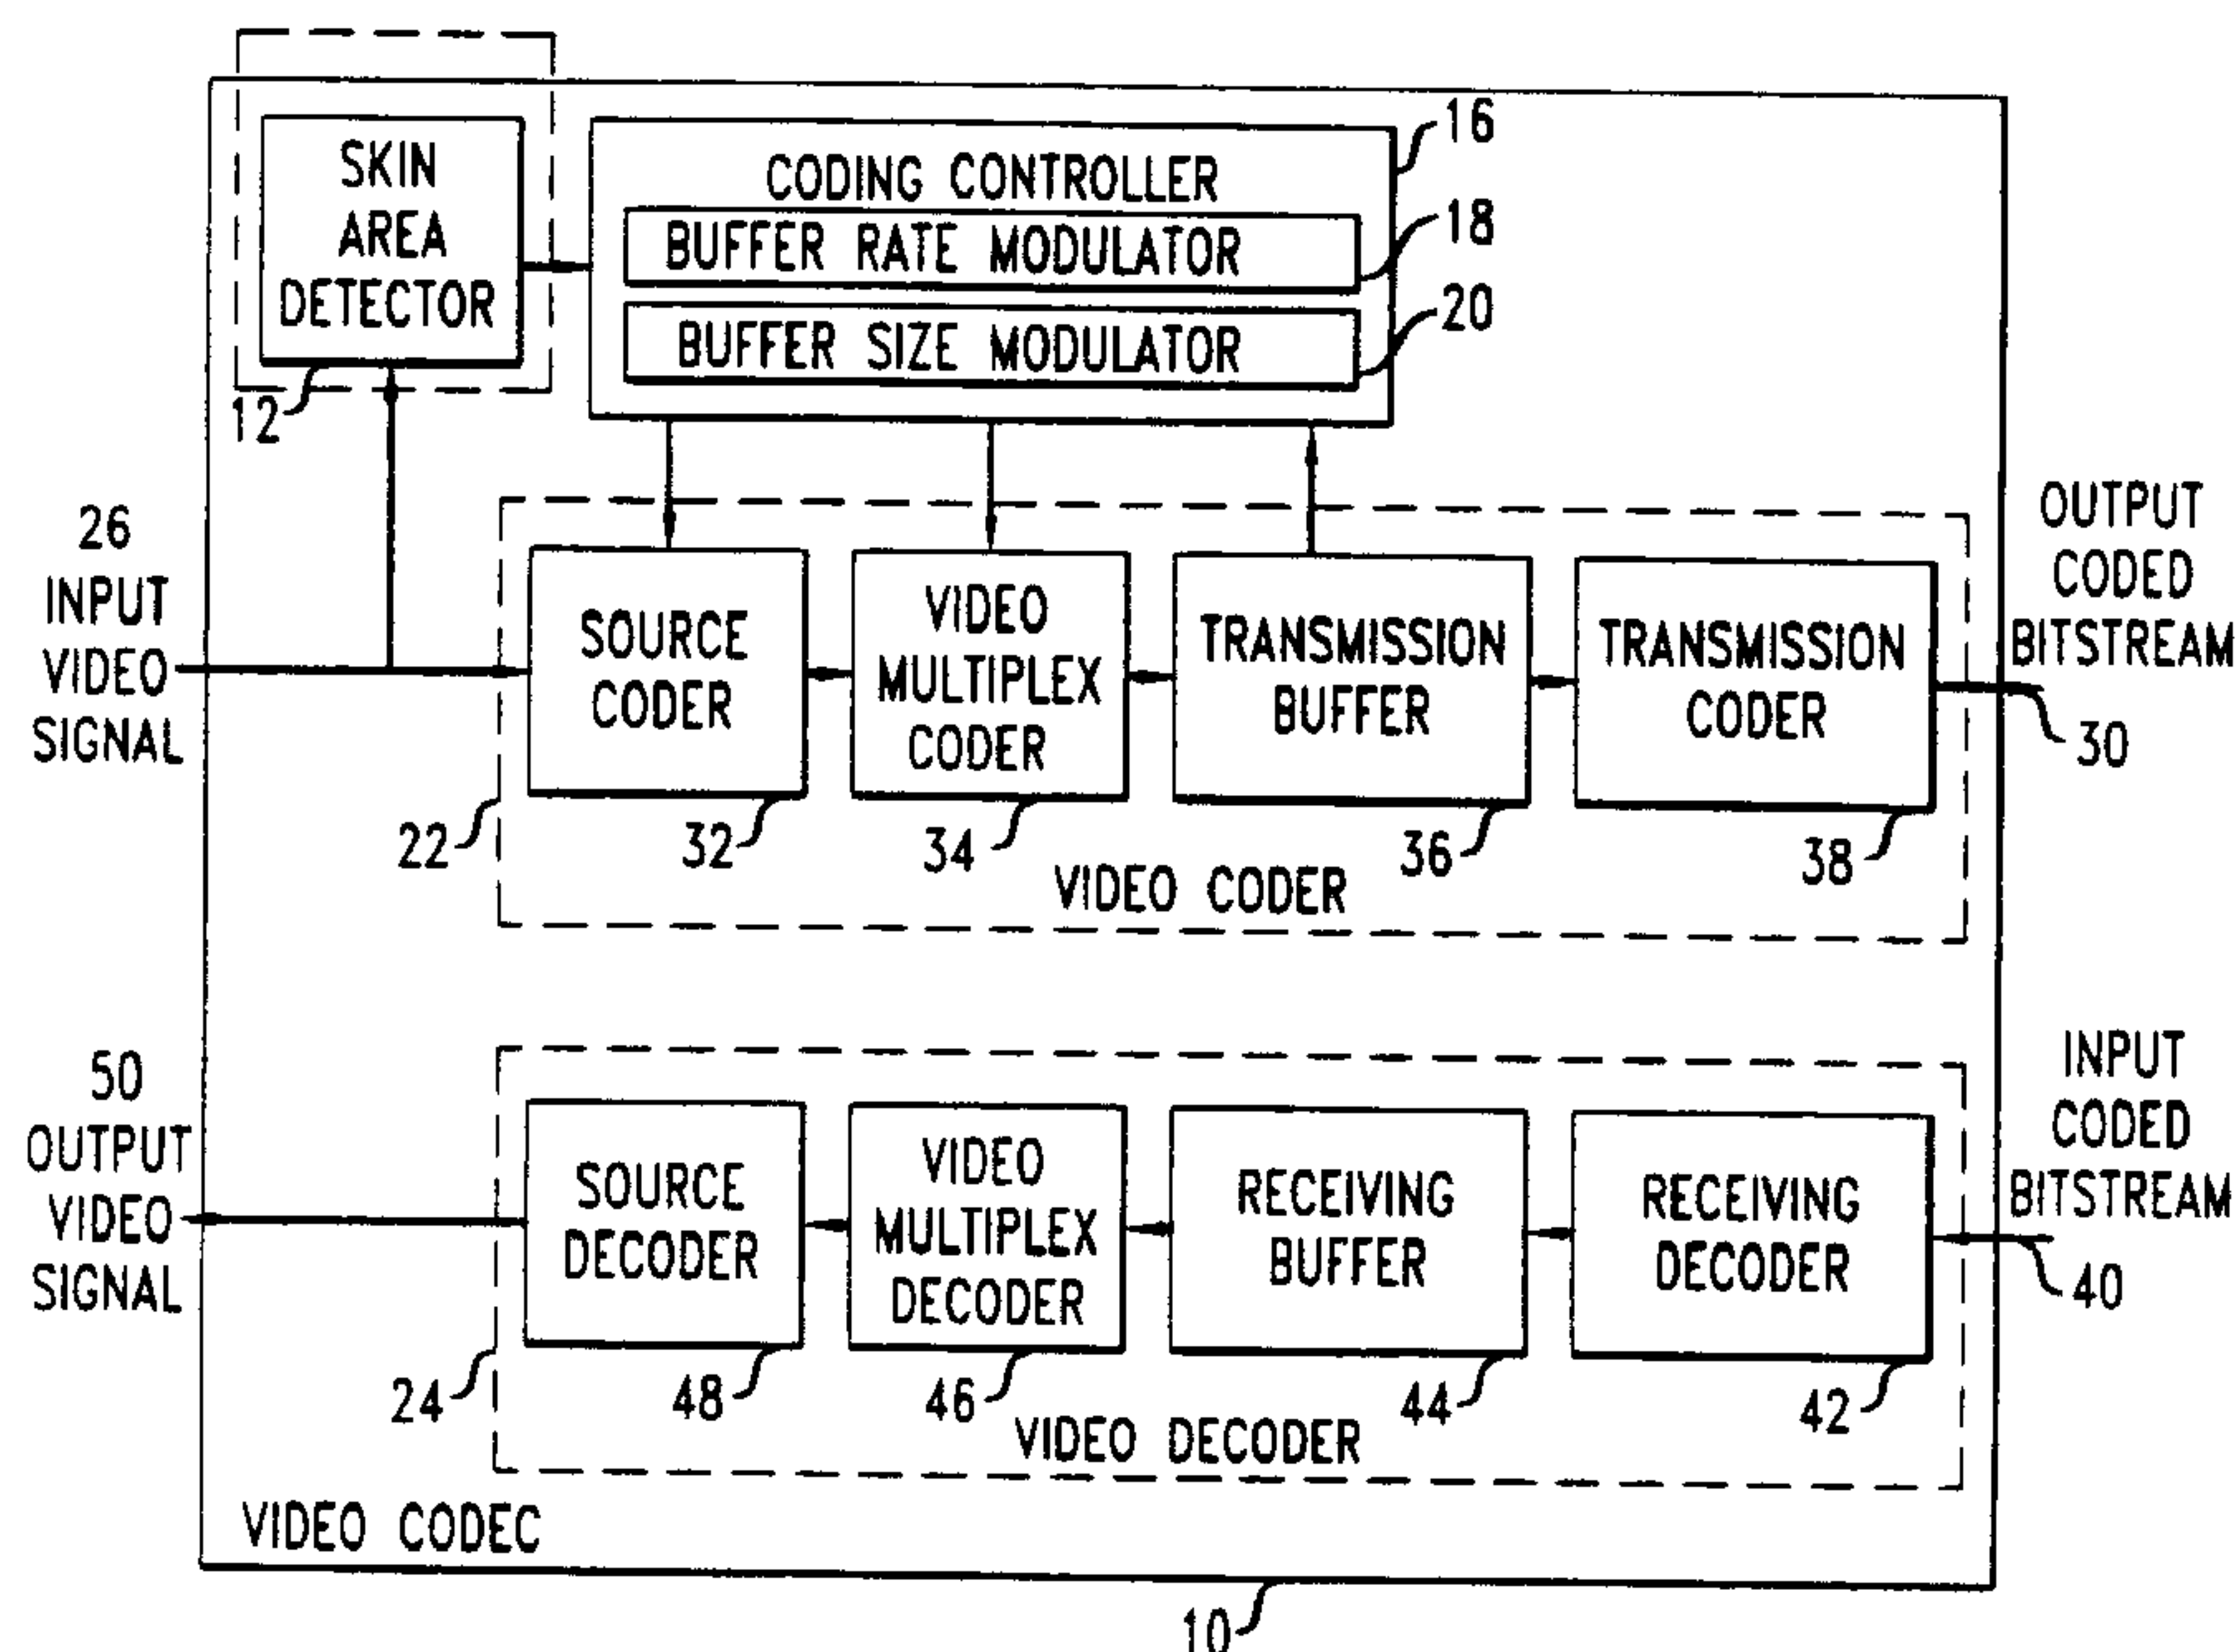 SKIN
AREA
DETECTOR
12
CODING CONTROLLER
16
BUFFER RATE MODULATOR
18
BUFFER SIZE MODULATOR
20
26
INPUT
VIDEO
SIGNAL
SOURCE
CODER
VIDEO
MULTIPLEX
CODER
TRANSMISSION
BUFFER
TRANSMISSION
CODER
OUTPUT
CODED
BITSTREAM
30
22
32
34
36
38
VIDEO CODER
50
OUTPUT
VIDEO
SIGNAL
SOURCE
DECODER
VIDEO
MULTIPLEX
DECODER
RECEIVING
BUFFER
RECEIVING
DECODER
INPUT
CODED
BITSTREAM
40
24
48
46
44
42
VIDEO DECODER
VIDEO CODEC
10